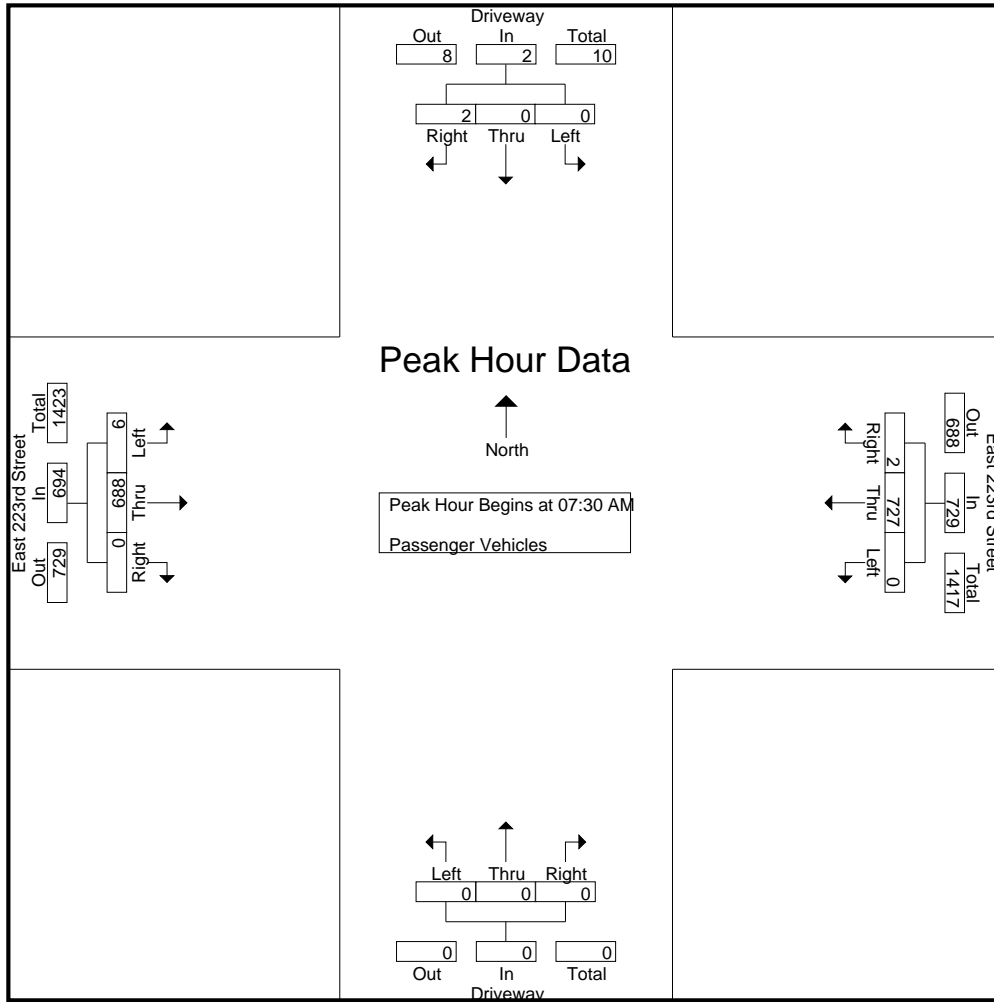 Driveway
Out In Total
8 2 10
2 0 0
Right Thru Left
Peak Hour Data
North
Peak Hour Begins at 07:30 AM
Passenger Vehicles
East 223rd Street
Out In Total
729 694 1423
6 688 0
Left Thru Right
East 223rd Street
Out In Total
688 729 1417
2 727 0
Right Thru Left
Left Thru Right
0 0 0
0 0 0
Out In Total
Driveway